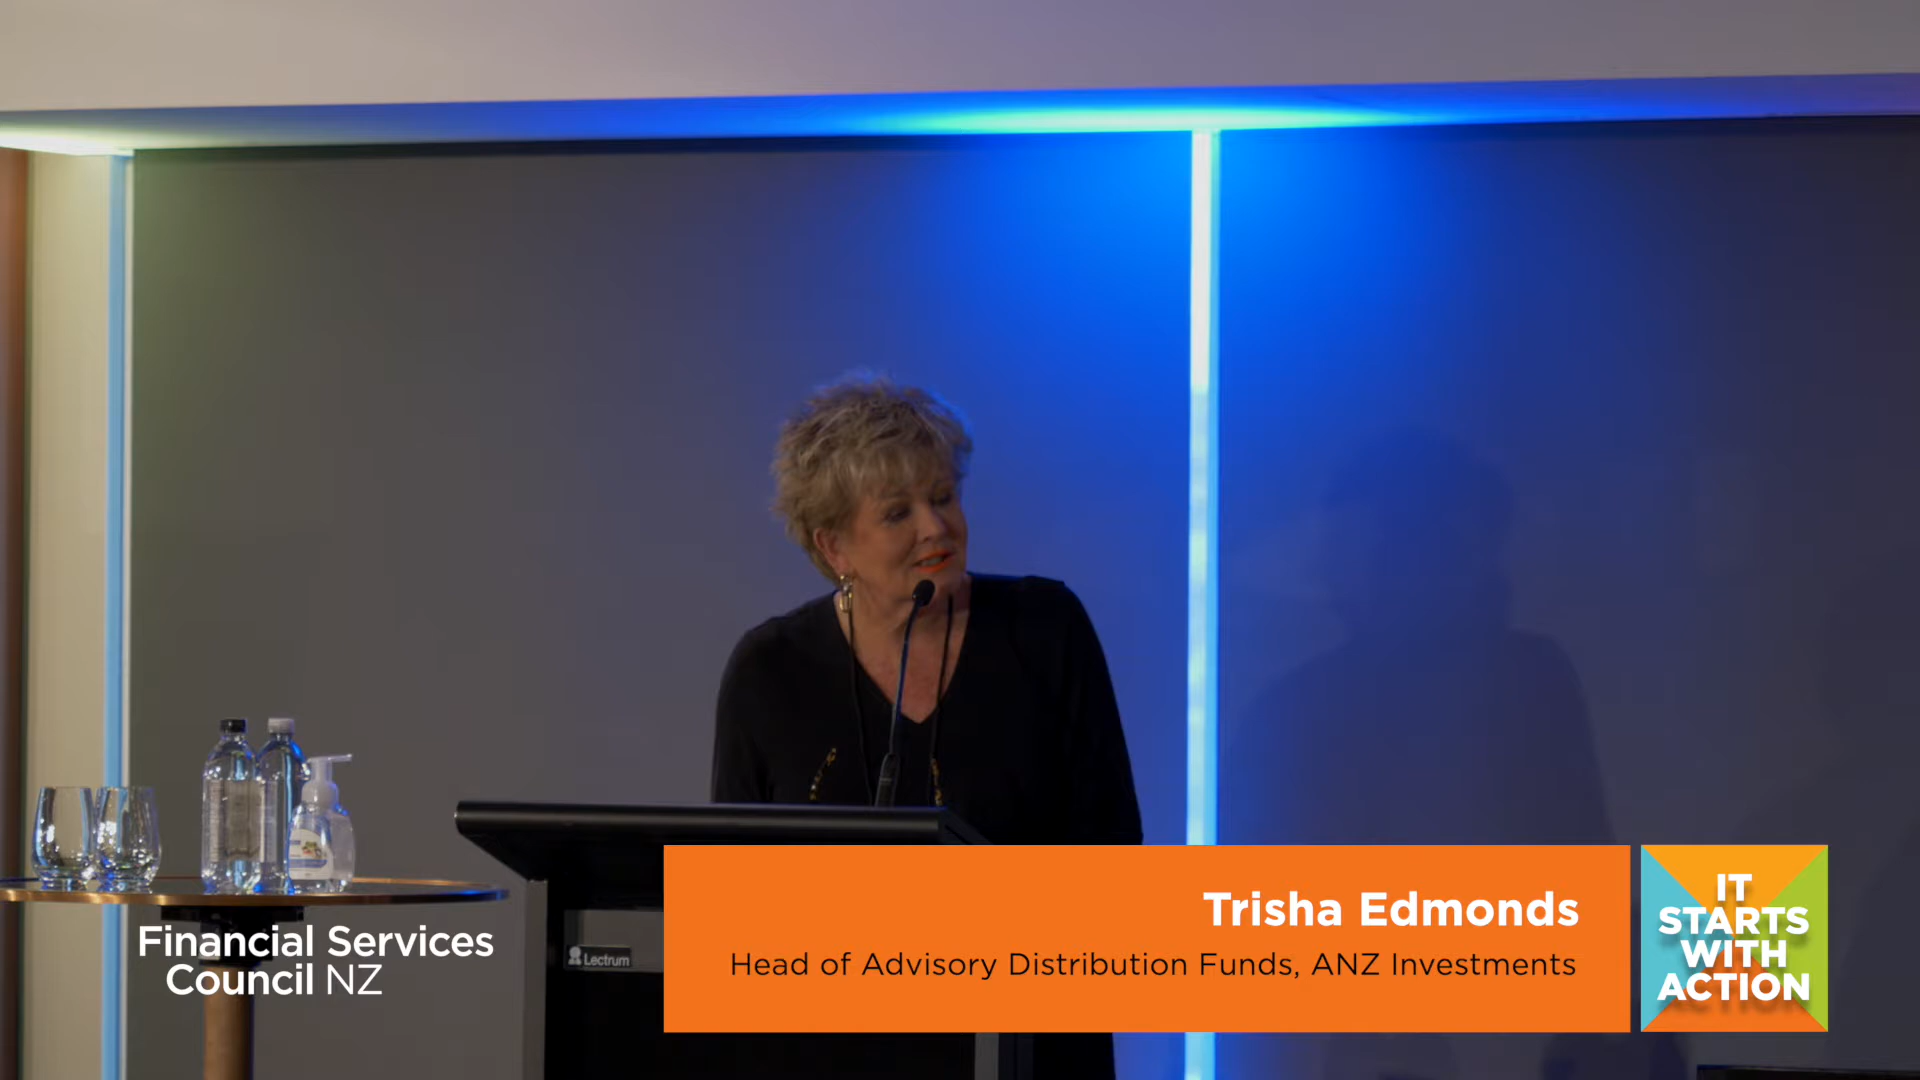 Trisha Edmonds
Head of Advisory Distribution Funds, ANZ Investments
IT
STARTS
WITH
ACTION
Financial Services
Council NZ
Lectrum